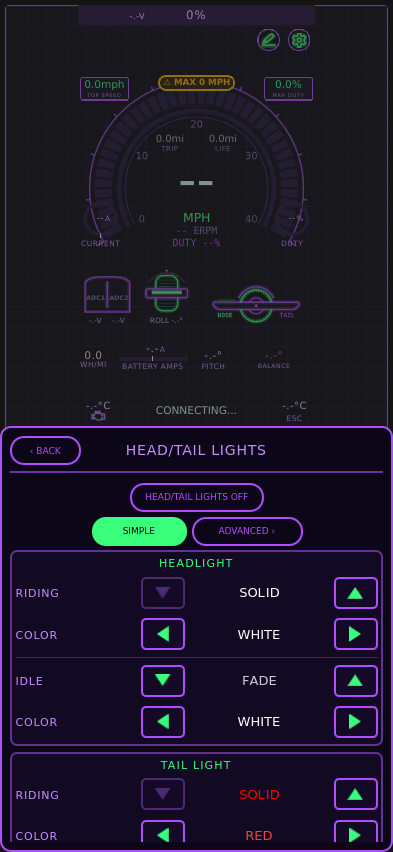 -.-V 0%
⚠ MAX 0 MPH
0.0mph
TOP SPEED
0.0%
MAX DUTY
20
0.0mi
TRIP
0.0mi
LIFE
10 30
--
0 40
--A
CURRENT
--%
DUTY
MPH
-- ERPM
DUTY --%
ADC1 ADC2
-.-V -.-V
ROLL -.-°
NOSE TAIL
0.0
WH/MI
-.-A
BATTERY AMPS
-.-°
PITCH
-.-°
BALANCE
-.-°C
CONNECTING...
-.-°C
ESC
‹ BACK
HEAD/TAIL LIGHTS
HEAD/TAIL LIGHTS OFF
SIMPLE
ADVANCED ›
HEADLIGHT
RIDING SOLID
COLOR WHITE
IDLE FADE
COLOR WHITE
TAIL LIGHT
RIDING SOLID
COLOR RED